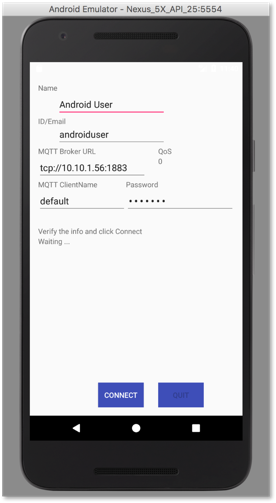 Android Emulator - Nexus_5X_API_25:5554
Name
Android User
ID/Email
androiduser
MQTT Broker URL QoS
tcp://10.10.1.56:1883 0
MQTT ClientName Password
default •••••••
Verify the info and click Connect
Waiting ...
CONNECT QUIT